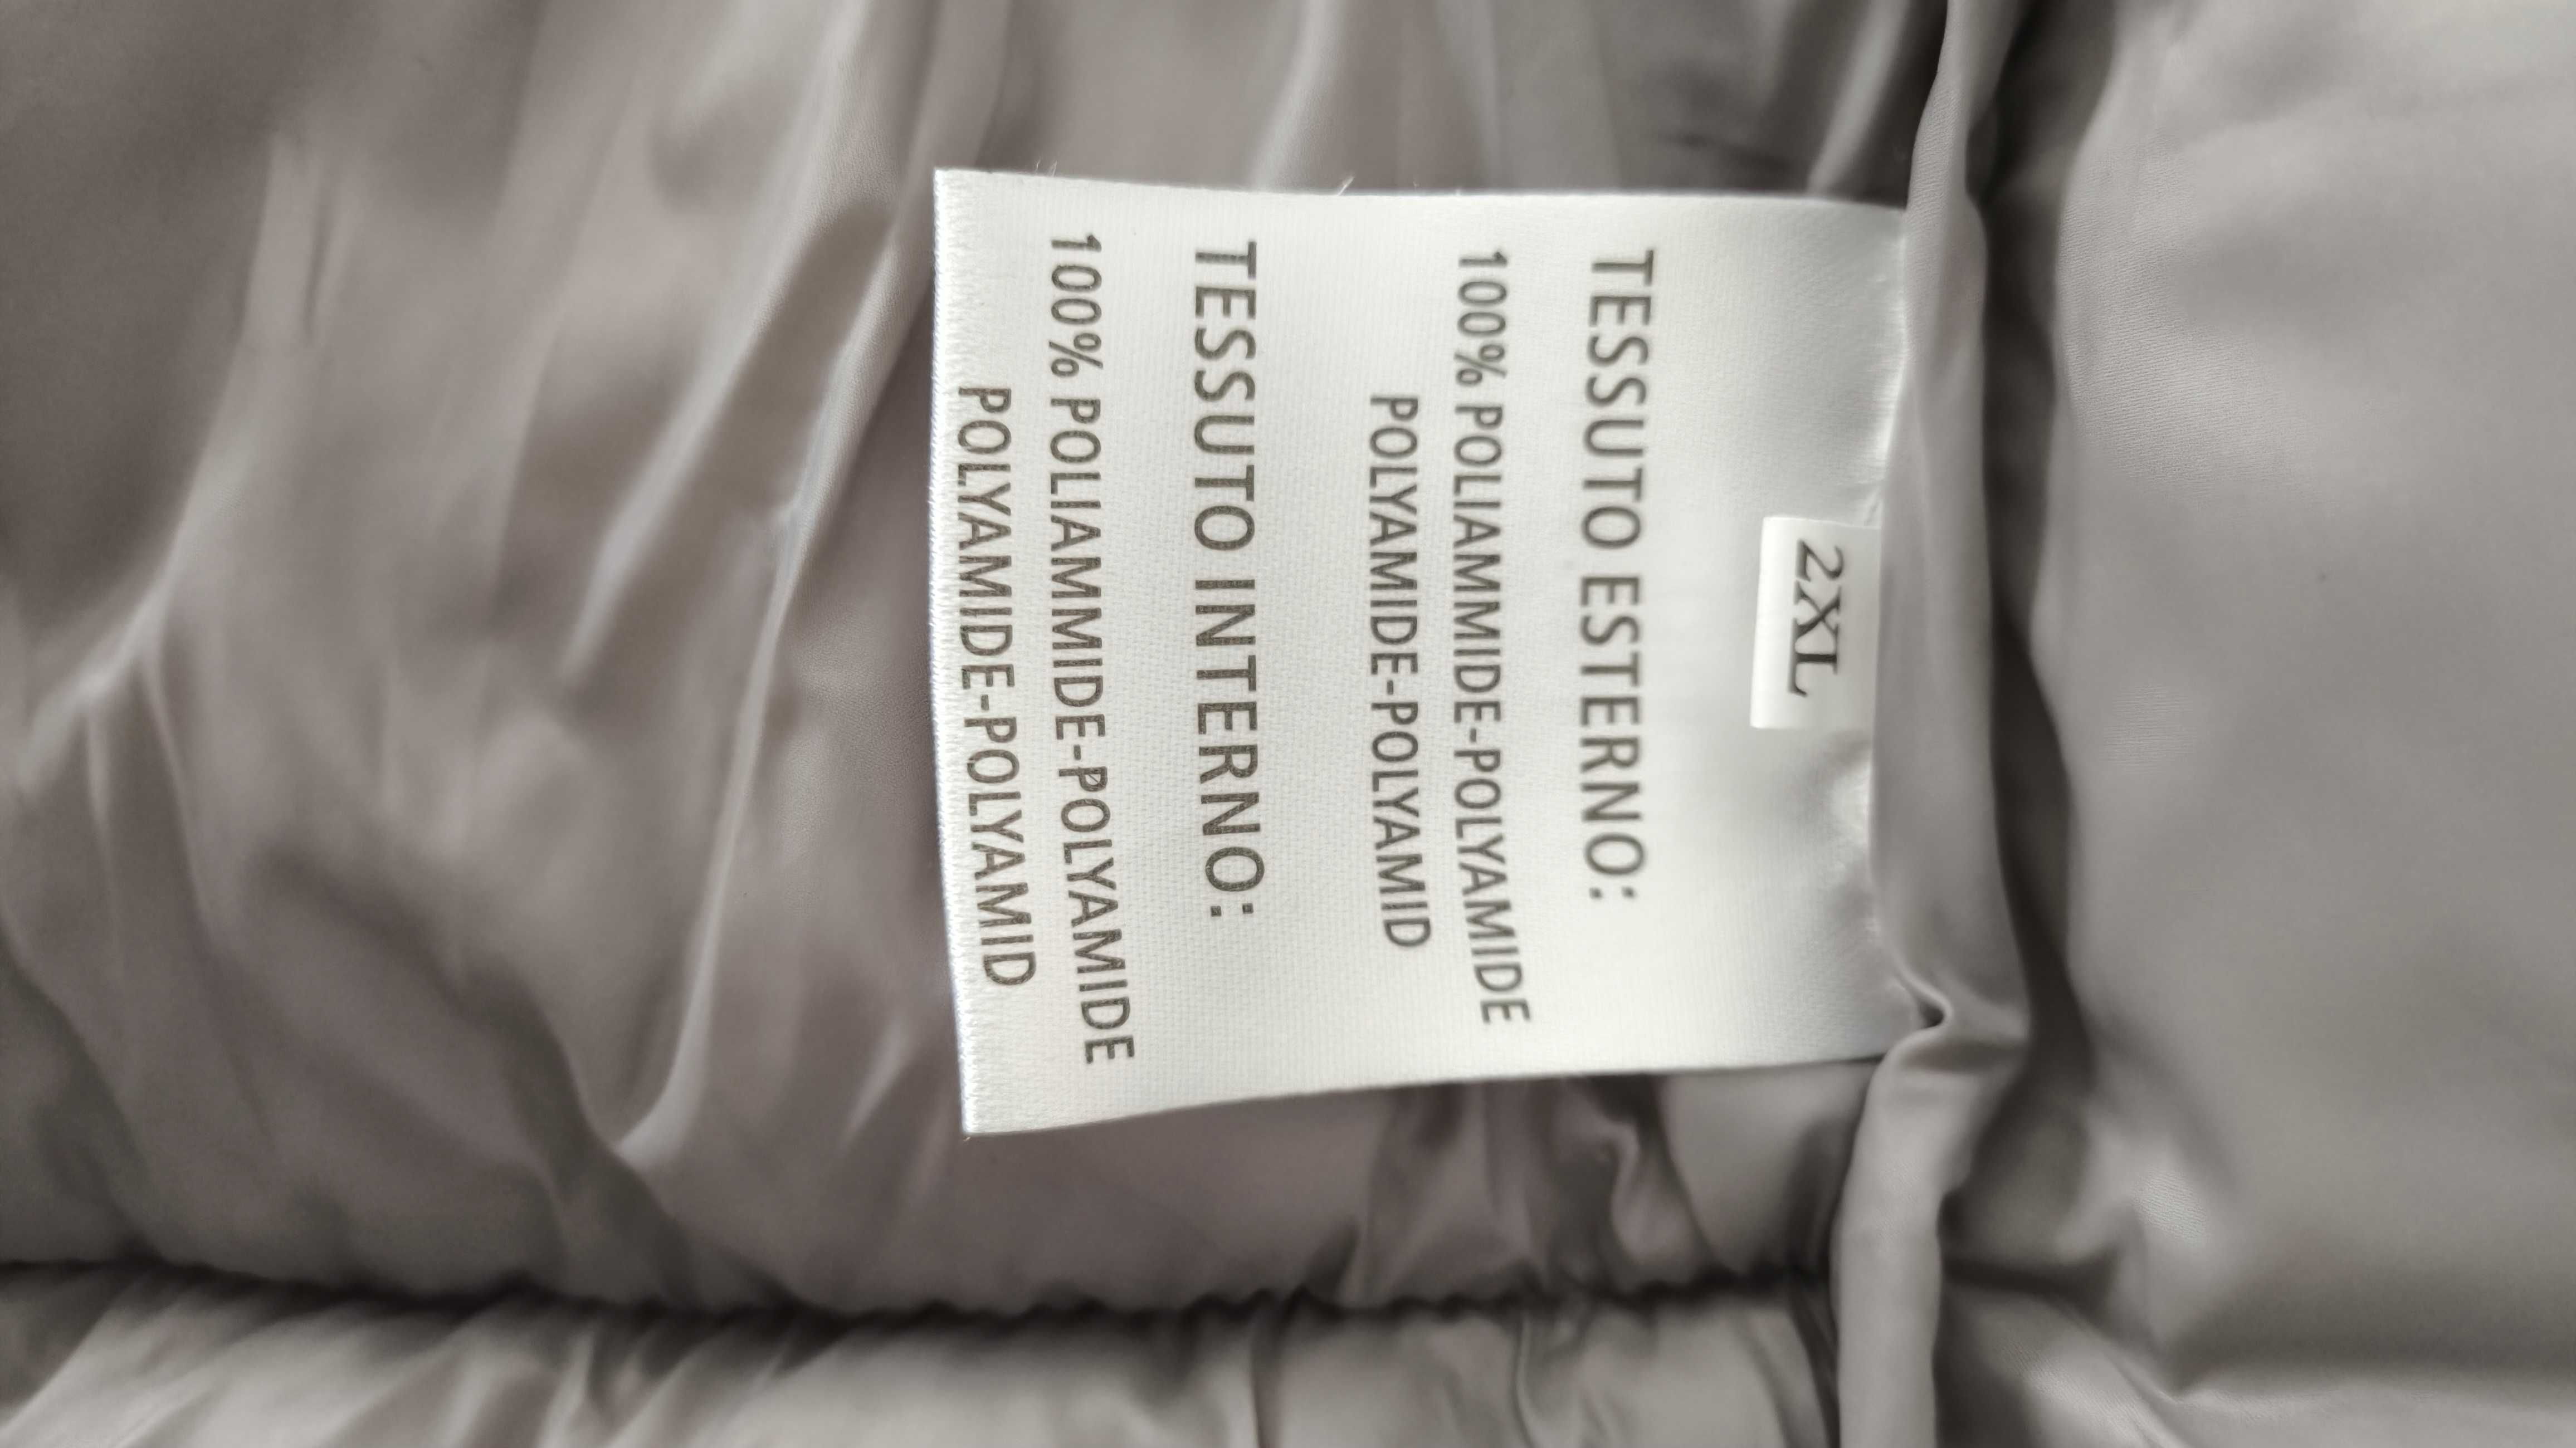 2XL
TESSUTO ESTERNO:
100% POLIAMMIDE-POLYAMIDE
POLYAMIDE-POLYAMID
TESSUTO INTERNO:
100% POLIAMMIDE-POLYAMIDE
POLYAMIDE-POLYAMID